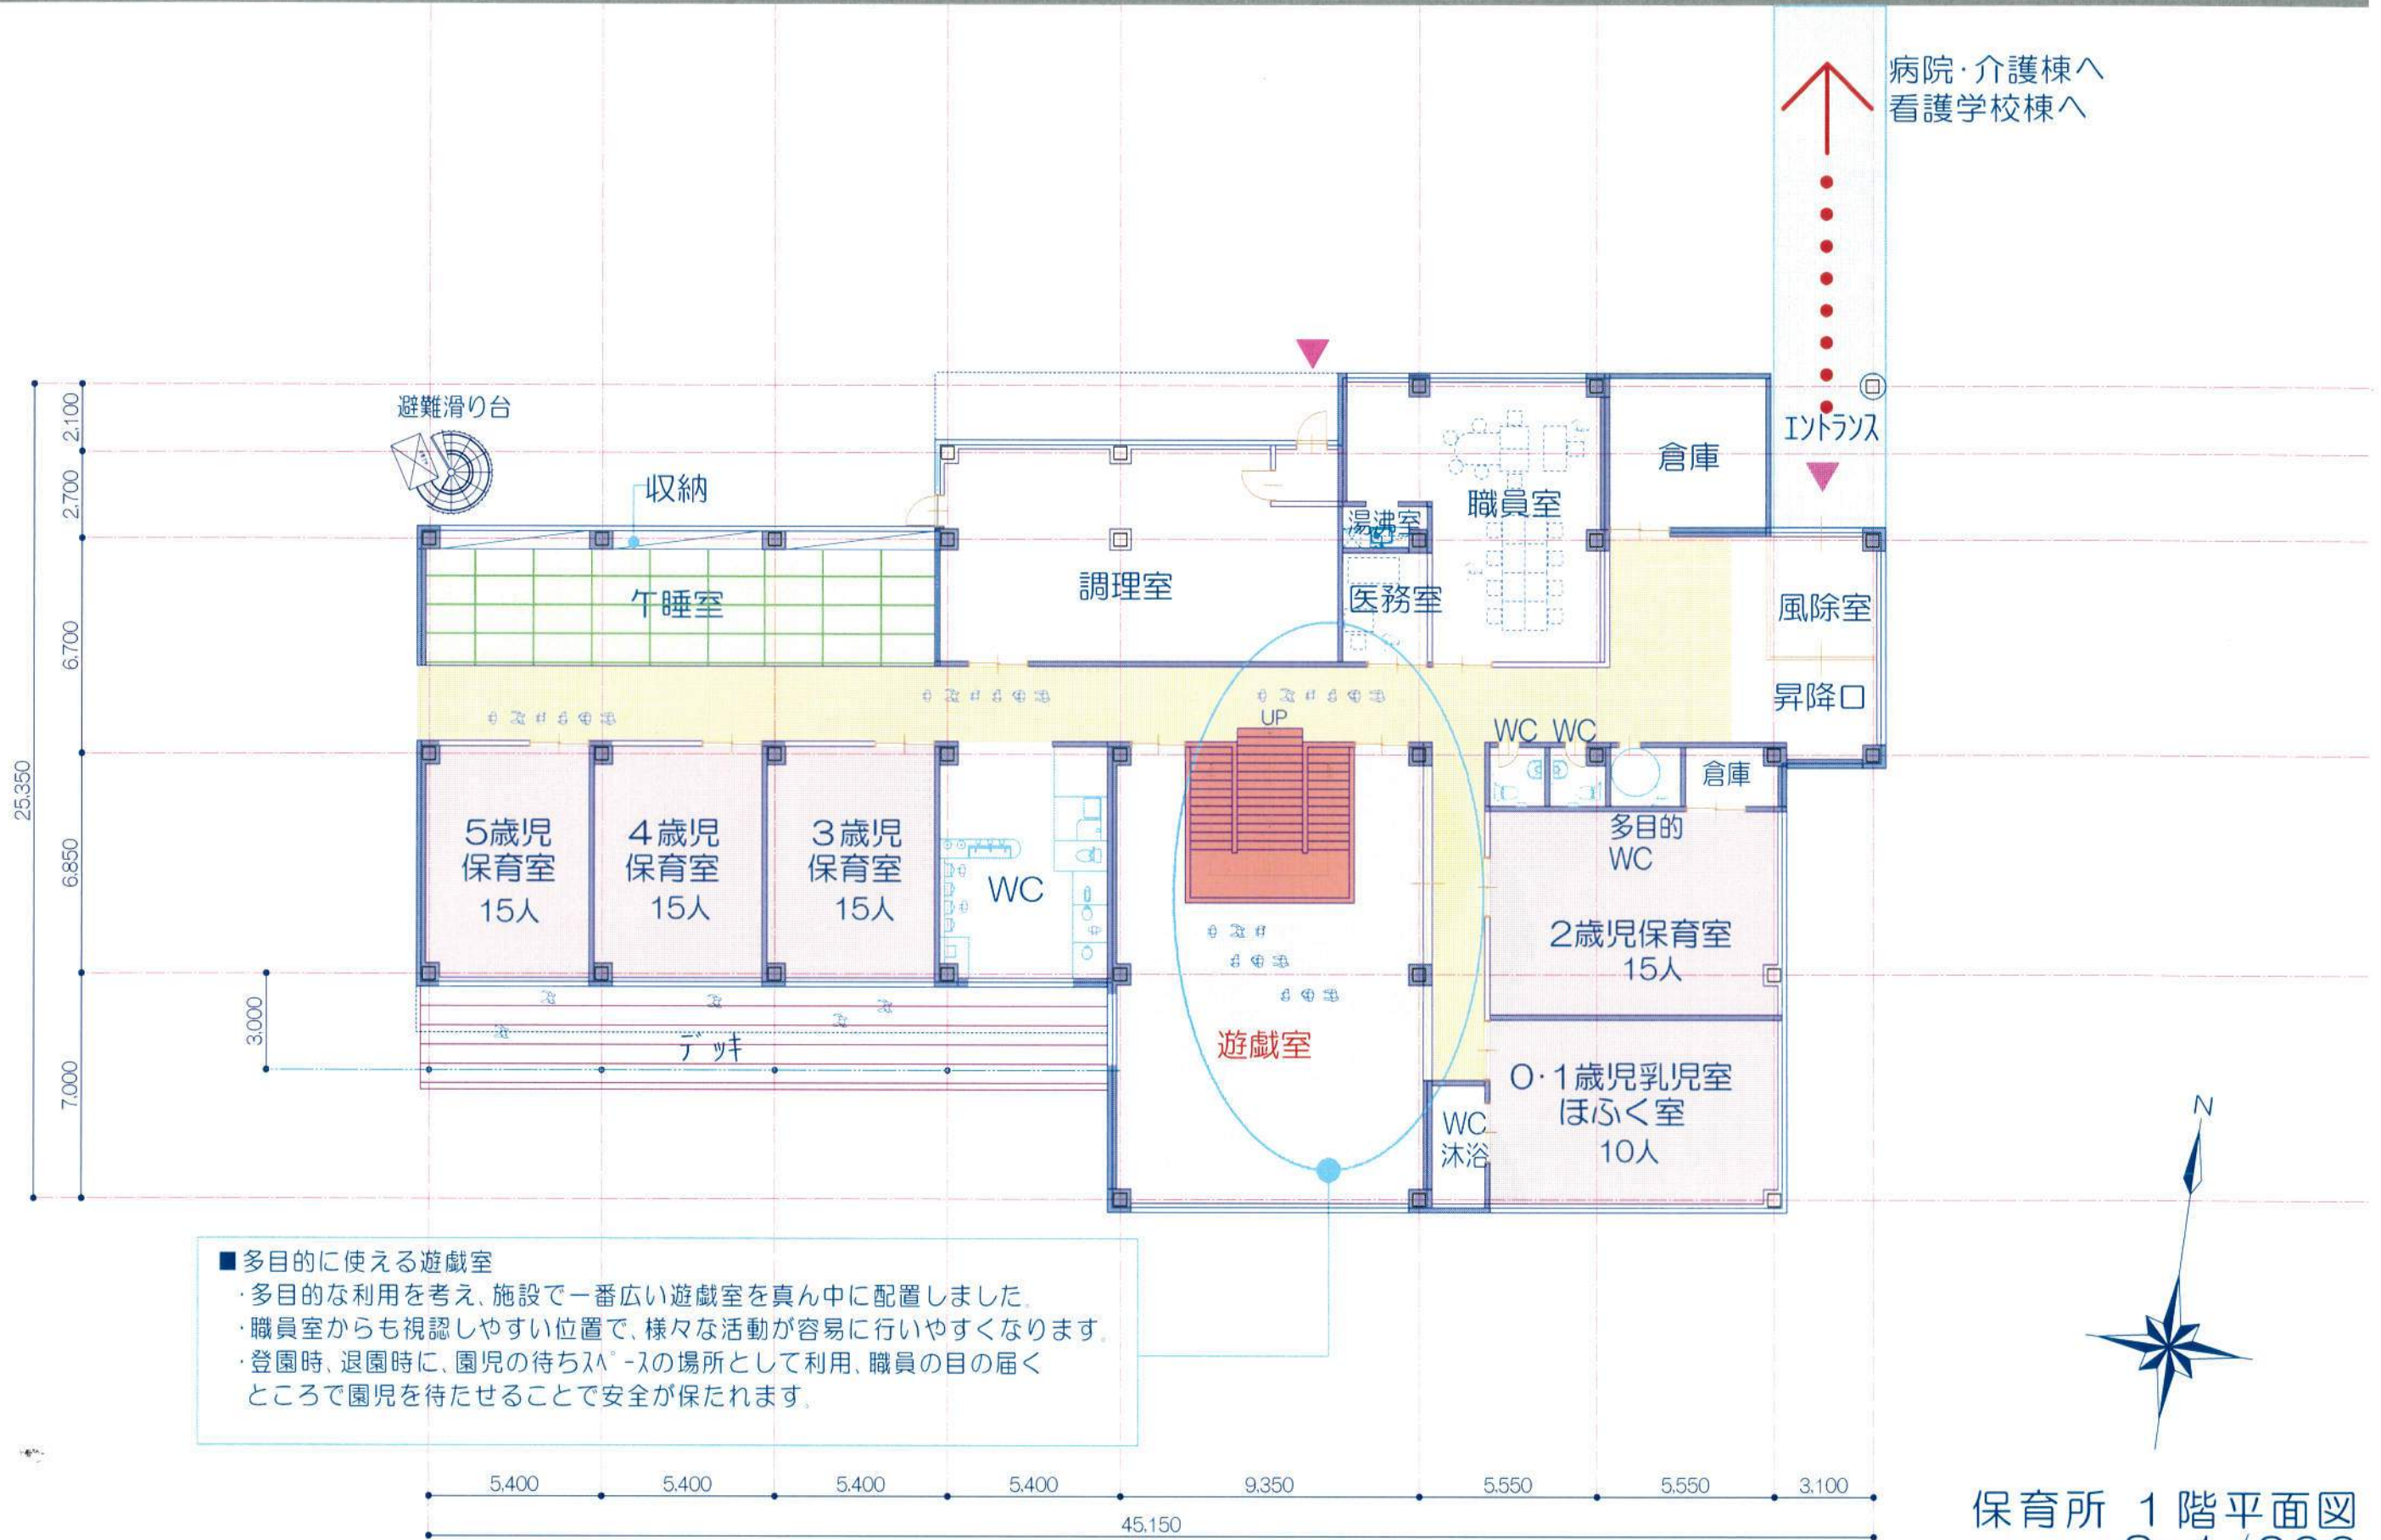 病院・介護棟へ
看護学校棟へ
避難滑り台
収納
エントランス
倉庫
職員室
湯沸室
午睡室
調理室
医務室
風除室
昇降口
UP
WC
WC
倉庫
多目的
WC
5歳児
保育室
15人
4歳児
保育室
15人
3歳児
保育室
15人
WC
2歳児保育室
15人
遊戯室
デッキ
0・1歳児乳児室
ほふく室
10人
WC
沐浴
N
2,100
2,700
6,700
6,850
7,000
25,350
3,000
■多目的に使える遊戯室
・多目的な利用を考え、施設で一番広い遊戯室を真ん中に配置しました。
・職員室からも視認しやすい位置で、様々な活動が容易に行いやすくなります。
・登園時、退園時に、園児の待ちスペースの場所として利用、職員の目の届く
ところで園児を待たせることで安全が保たれます。
5,400
5,400
5,400
5,400
9,350
5,550
5,550
3,100
45,150
保育所 1階平面図